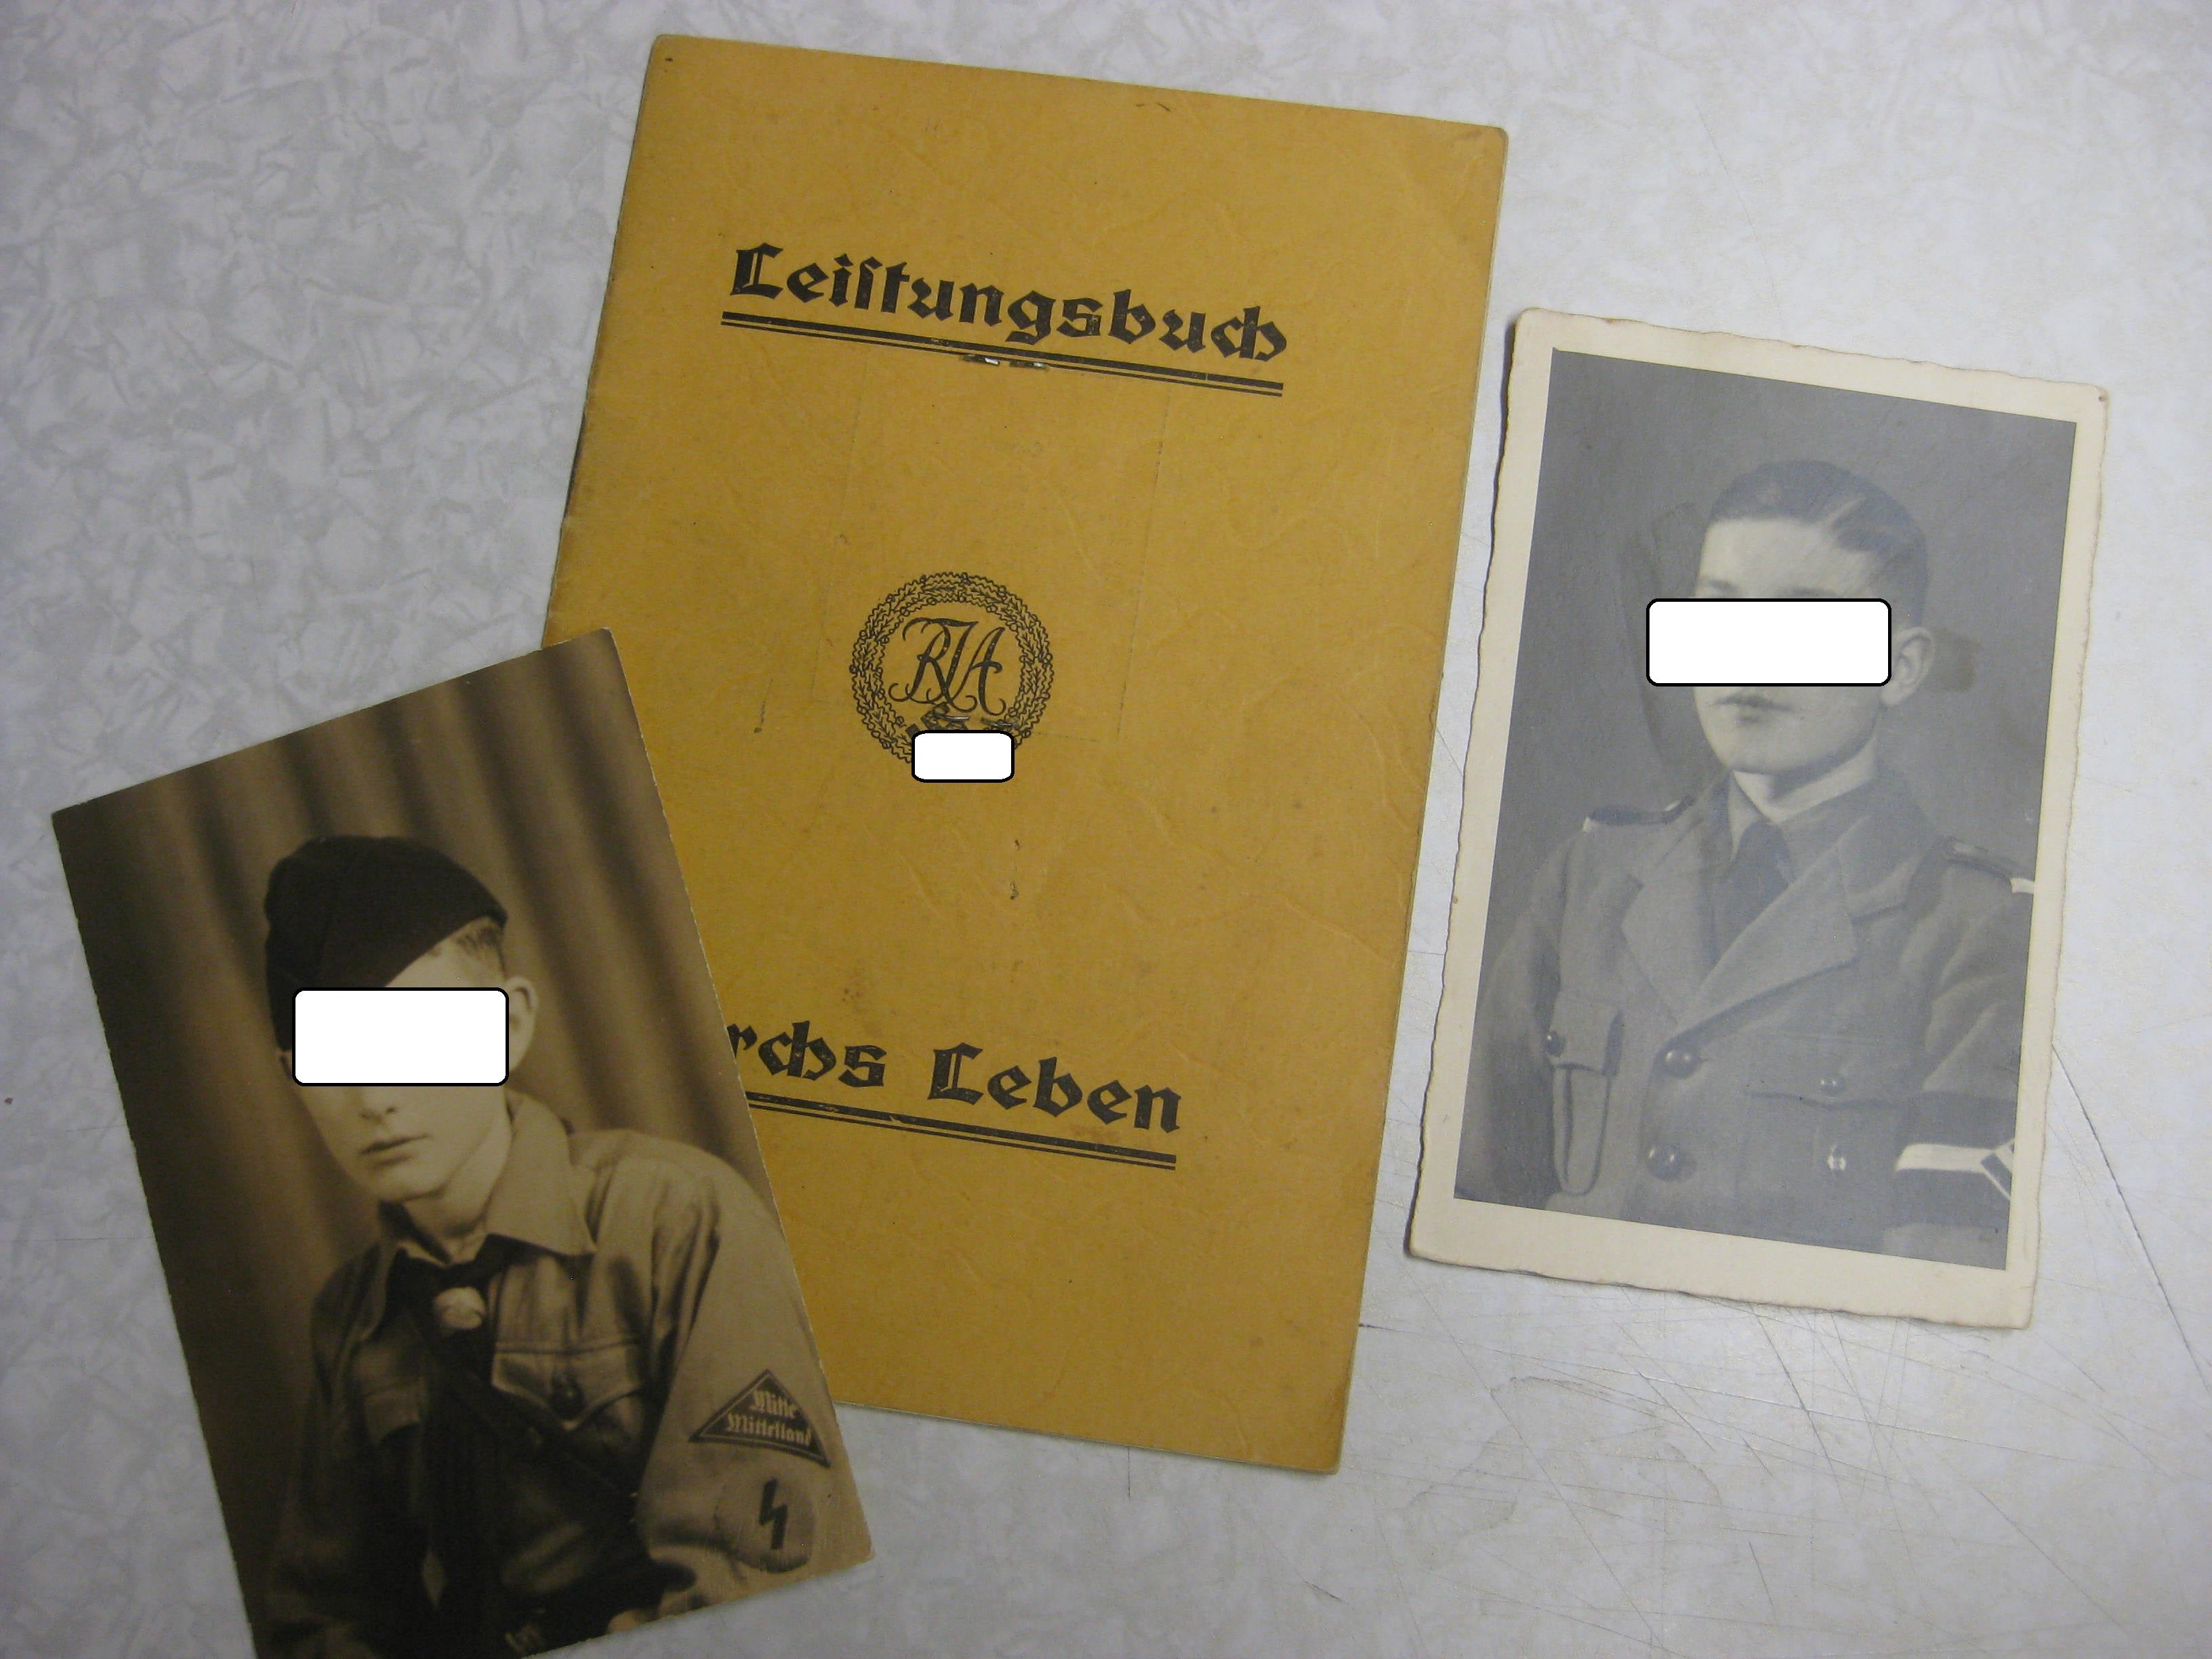 Leiſtungsbuch
RJA
rchs Leben
Mitte
Mittelland